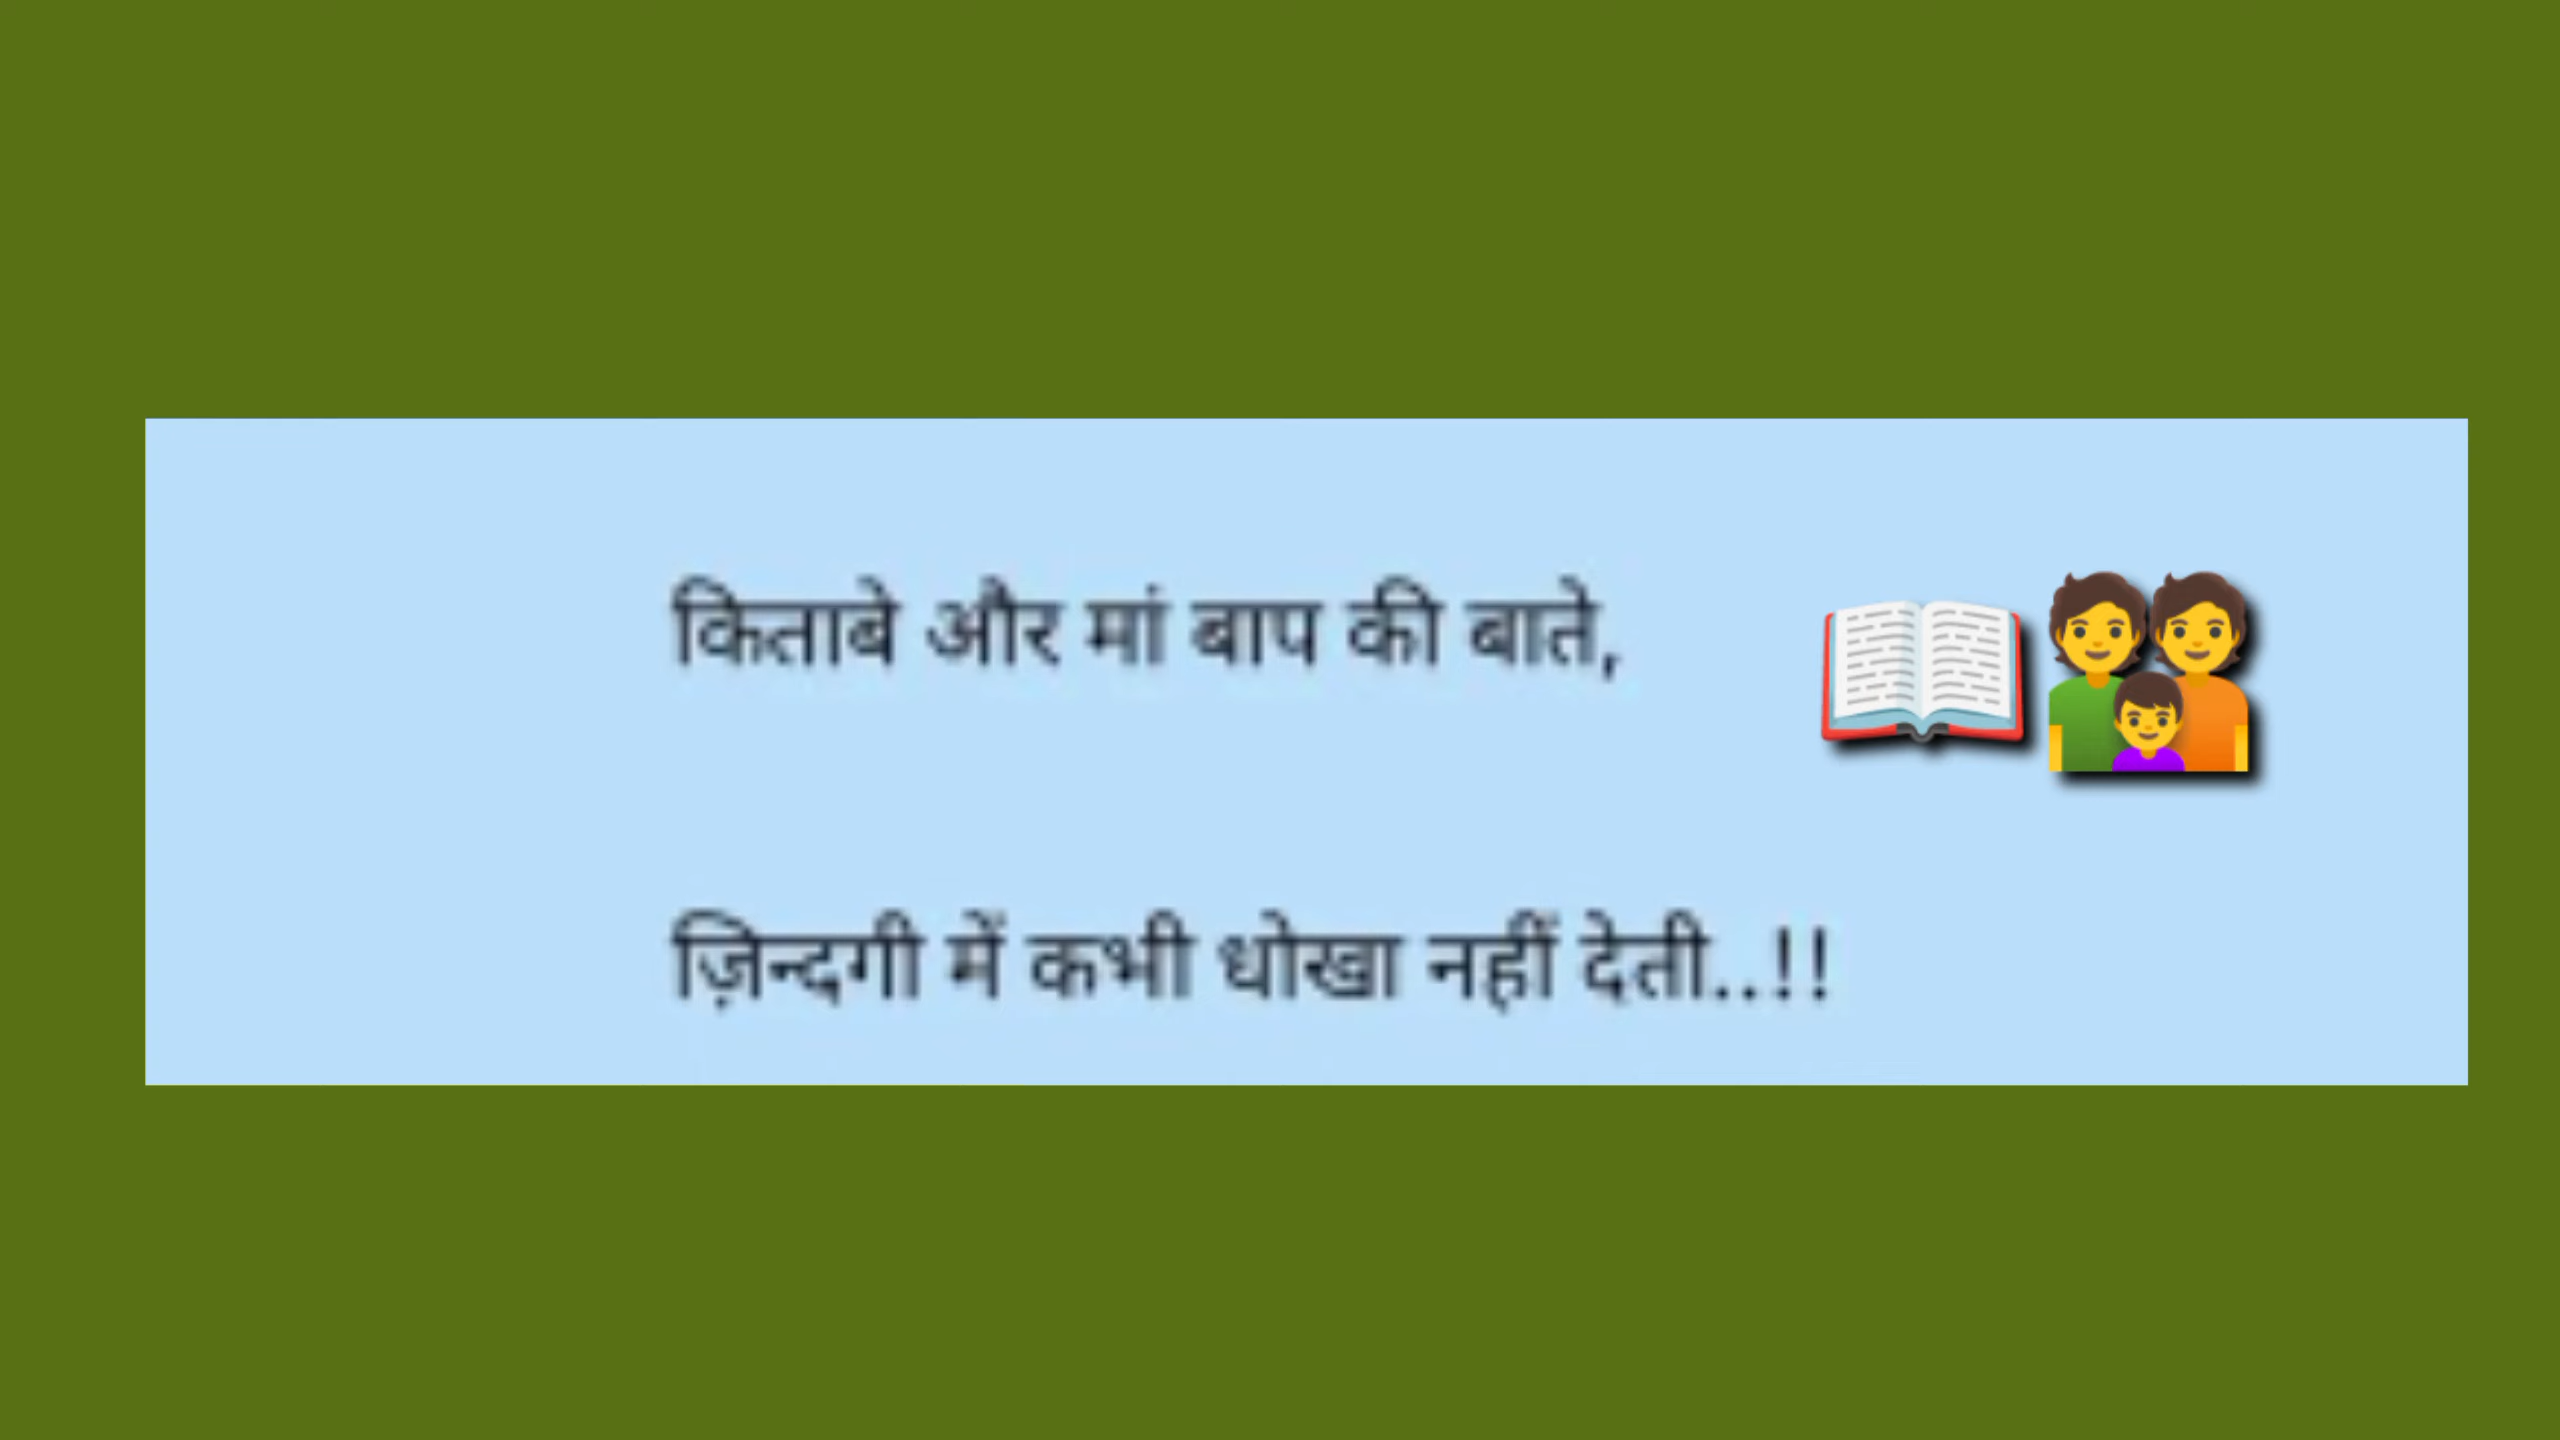 किताबे और मां बाप की बाते,
ज़िन्दगी में कभी धोखा नहीं देती..!!